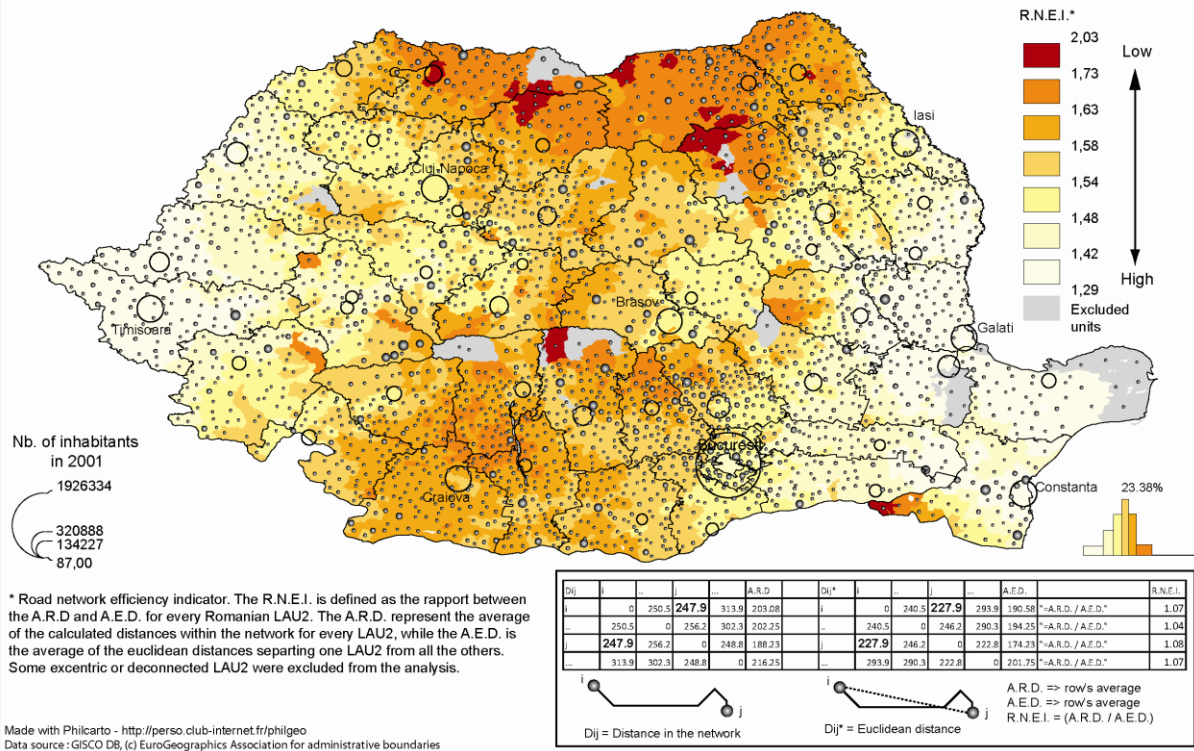 R.N.E.I.*
2,03
Low
1,73
1,63
1,58
1,54
1,48
1,42
1,29
High
Excluded
units
Iasi
Cluj-Napoca
Brasov
Timisoara
Galati
Bucuresti
Craiova
Constanta
Nb. of inhabitants
in 2001
1926334
320888
134227
87,00
23.38%
* Road network efficiency indicator. The R.N.E.I. is defined as the rapport between
the A.R.D and A.E.D. for every Romanian LAU2. The A.R.D. represent the average
of the calculated distances within the network for every LAU2, while the A.E.D. is
the average of the euclidean distances separting one LAU2 from all the others.
Some excentric or deconnected LAU2 were excluded from the analysis.
Made with Philcarto - http://perso.club-internet.fr/philgeo
Data source : GISCO DB, (c) EuroGeographics Association for administrative boundaries
Dij i .. j ... A.R.D Dij* i .. j ... A.E.D. R.N.E.I.
i 0 250.5 247.9 313.9 203.08 i 0 240.5 227.9 293.9 190.58 "=A.R.D. / A.E.D." 1.07
.. 250.5 0 256.2 302.3 202.25 .. 240.5 0 246.2 290.3 194.25 "=A.R.D. / A.E.D." 1.04
j 247.9 256.2 0 248.8 188.23 j 227.9 246.2 0 222.8 174.23 "=A.R.D. / A.E.D." 1.08
... 313.9 302.3 248.8 0 216.25 ... 293.9 290.3 222.8 0 201.75 "=A.R.D. / A.E.D." 1.07
i
j
Dij = Distance in the network
i
j
Dij* = Euclidean distance
A.R.D. => row's average
A.E.D. => row's average
R.N.E.I. = (A.R.D. / A.E.D.)